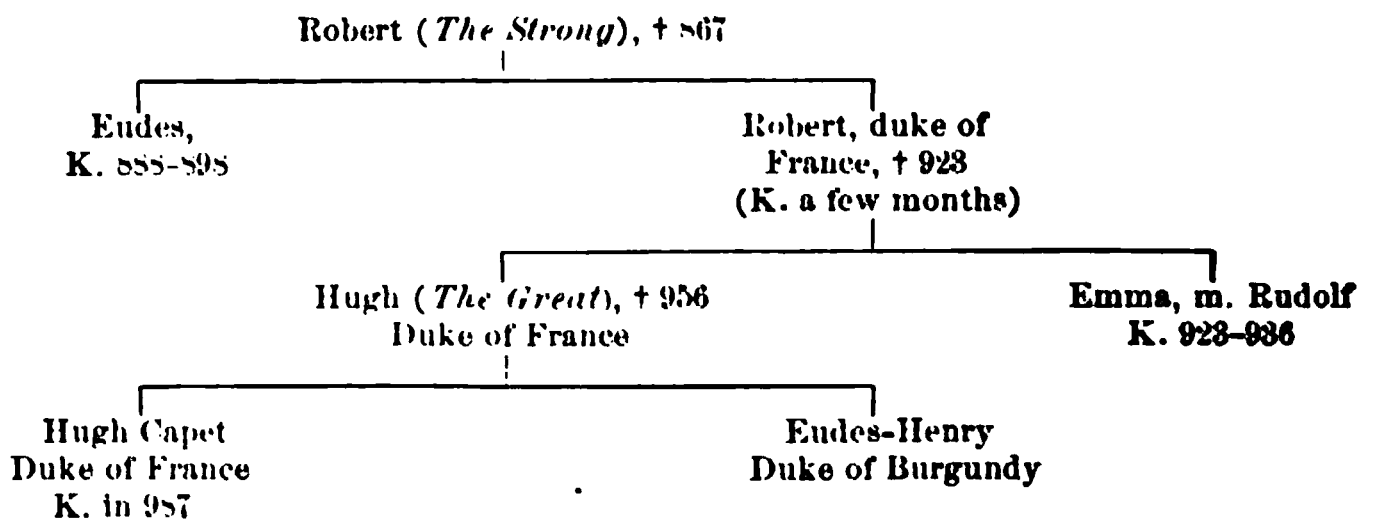 Robert (The Strong), † 867
Eudes,
K. 888-898
Robert, duke of
France, † 923
(K. a few months)
Hugh (The Great), † 956
Duke of France
Emma, m. Rudolf
K. 923-936
Hugh Capet
Duke of France
K. in 987
Eudes-Henry
Duke of Burgundy